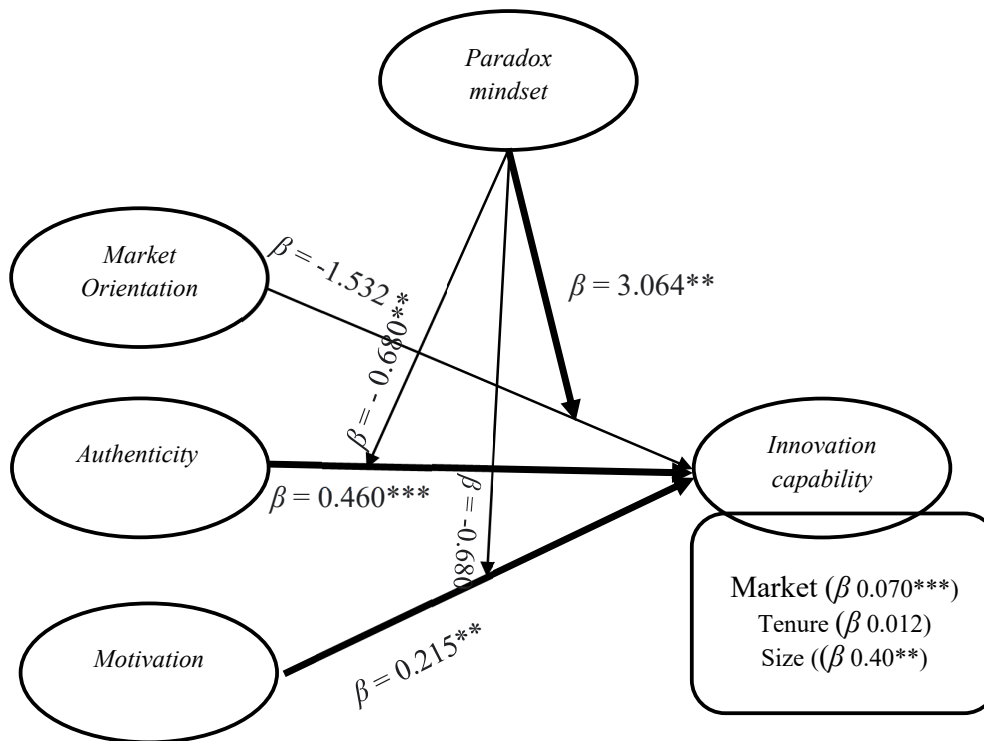 Paradox
mindset
Market
Orientation
β = -1.532
β = - 0.980**
β = 3.064**
Authenticity
β = 0.460***
β = -0.680
Innovation
capability
Motivation
β = 0.215**
Market (β 0.070***)
Tenure (β 0.012)
Size ((β 0.40**)